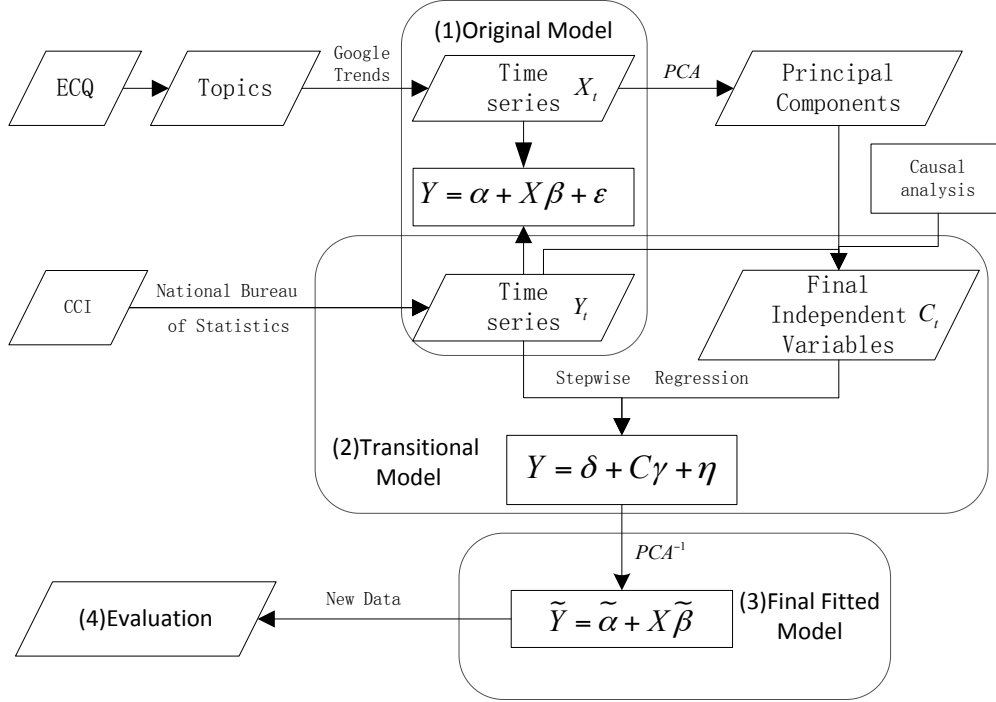 (1)Original Model
ECQ
Topics
Google
Trends
Time
series X_t
PCA
Principal
Components
Y = α + Xβ + ε
Causal
analysis
CCI
National Bureau
of Statistics
Time
series Y_t
Final
Independent C_t
Variables
Stepwise Regression
(2)Transitional
Model
Y = δ + Cγ + η
PCA⁻¹
(3)Final Fitted
Model
Ỹ = α̃ + Xβ̃
New Data
(4)Evaluation